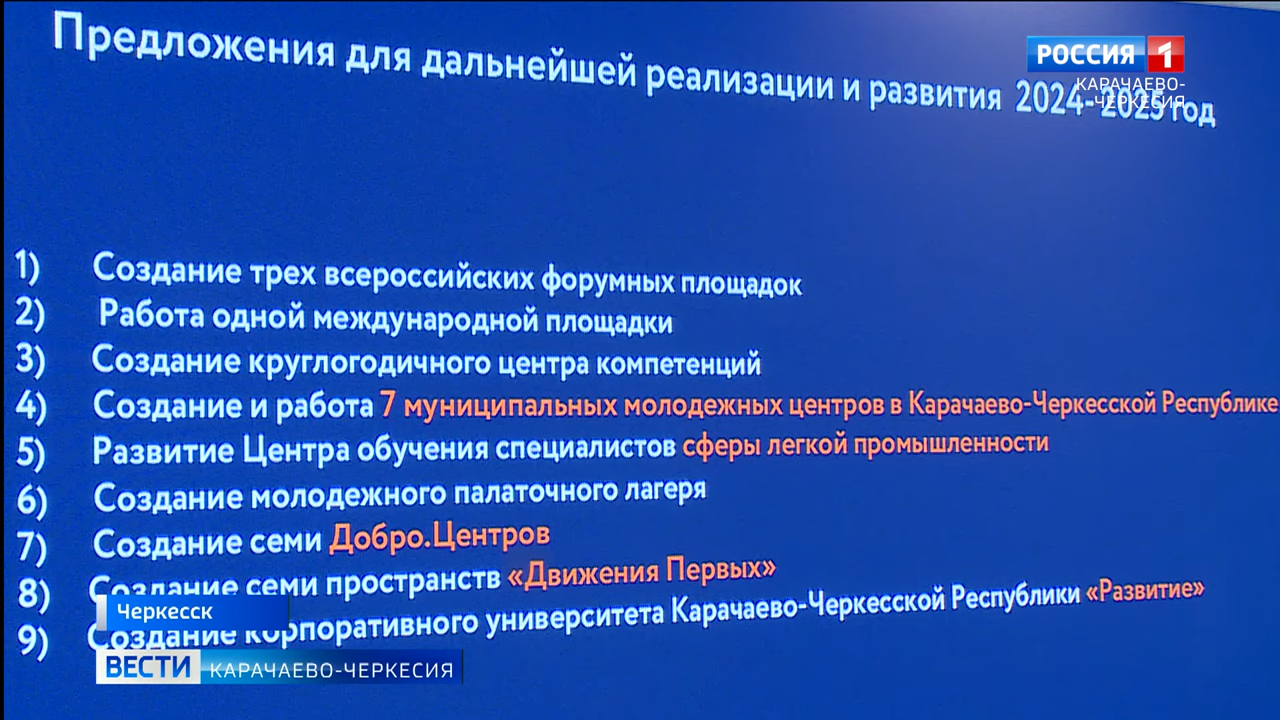 Предложения для дальнейшей реализации и развития 2024-2025 год
РОССИЯ 1
КАРАЧАЕВО-
ЧЕРКЕСИЯ
1) Создание трех всероссийских форумных площадок
2) Работа одной международной площадки
3) Создание круглогодичного центра компетенций
4) Создание и работа 7 муниципальных молодежных центров в Карачаево-Черкесской Республике
5) Развитие Центра обучения специалистов сферы легкой промышленности
6) Создание молодежного палаточного лагеря
7) Создание семи Добро.Центров
8) Создание семи пространств «Движения Первых»
9) Создание корпоративного университета Карачаево-Черкесской Республики «Развитие»
Черкесск
ВЕСТИ КАРАЧАЕВО-ЧЕРКЕСИЯ